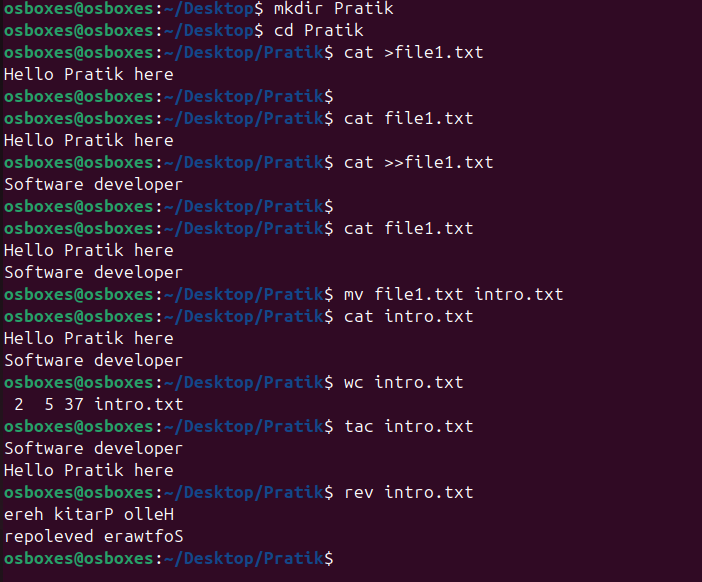 osboxes@osboxes:~/Desktop$ mkdir Pratik
osboxes@osboxes:~/Desktop$ cd Pratik
osboxes@osboxes:~/Desktop/Pratik$ cat >file1.txt
Hello Pratik here
osboxes@osboxes:~/Desktop/Pratik$
osboxes@osboxes:~/Desktop/Pratik$ cat file1.txt
Hello Pratik here
osboxes@osboxes:~/Desktop/Pratik$ cat >>file1.txt
Software developer
osboxes@osboxes:~/Desktop/Pratik$
osboxes@osboxes:~/Desktop/Pratik$ cat file1.txt
Hello Pratik here
Software developer
osboxes@osboxes:~/Desktop/Pratik$ mv file1.txt intro.txt
osboxes@osboxes:~/Desktop/Pratik$ cat intro.txt
Hello Pratik here
Software developer
osboxes@osboxes:~/Desktop/Pratik$ wc intro.txt
 2  5 37 intro.txt
osboxes@osboxes:~/Desktop/Pratik$ tac intro.txt
Software developer
Hello Pratik here
osboxes@osboxes:~/Desktop/Pratik$ rev intro.txt
ereh kitarP olleH
repoleved erawtfoS
osboxes@osboxes:~/Desktop/Pratik$